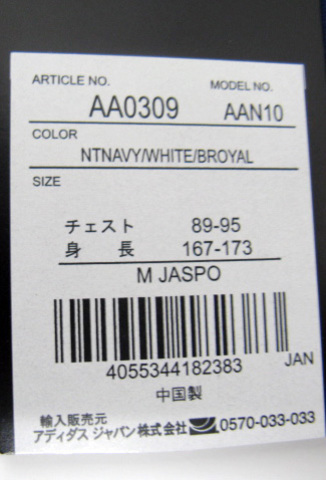 ARTICLE NO. MODEL NO.
AA0309 AAN10
COLOR
NTNAVY/WHITE/BROYAL
SIZE
チェスト 89-95
身長 167-173
M JASPO
4055344182383 JAN
中国製
輸入販売元
アディダス ジャパン株式会社 0570-033-033